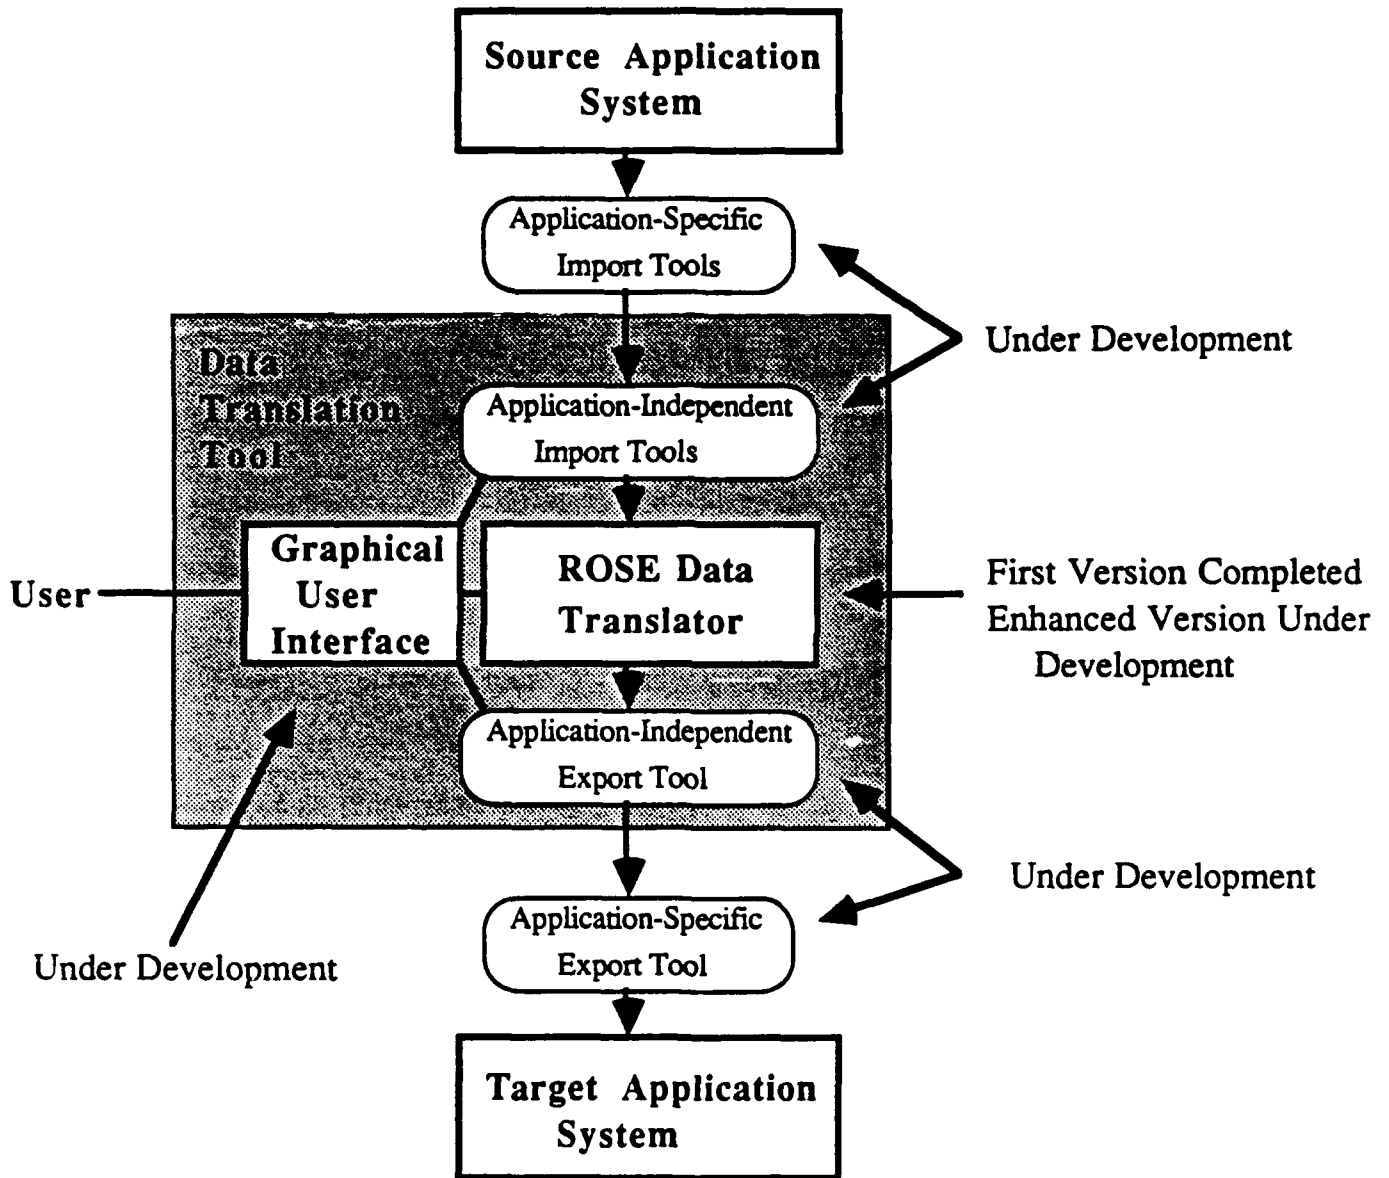 Source Application
System
Application-Specific
Import Tools
Under Development
Data
Translation
Tool
Application-Independent
Import Tools
Graphical
User
Interface
User
ROSE Data
Translator
First Version Completed
Enhanced Version Under
Development
Application-Independent
Export Tool
Under Development
Under Development
Application-Specific
Export Tool
Target Application
System